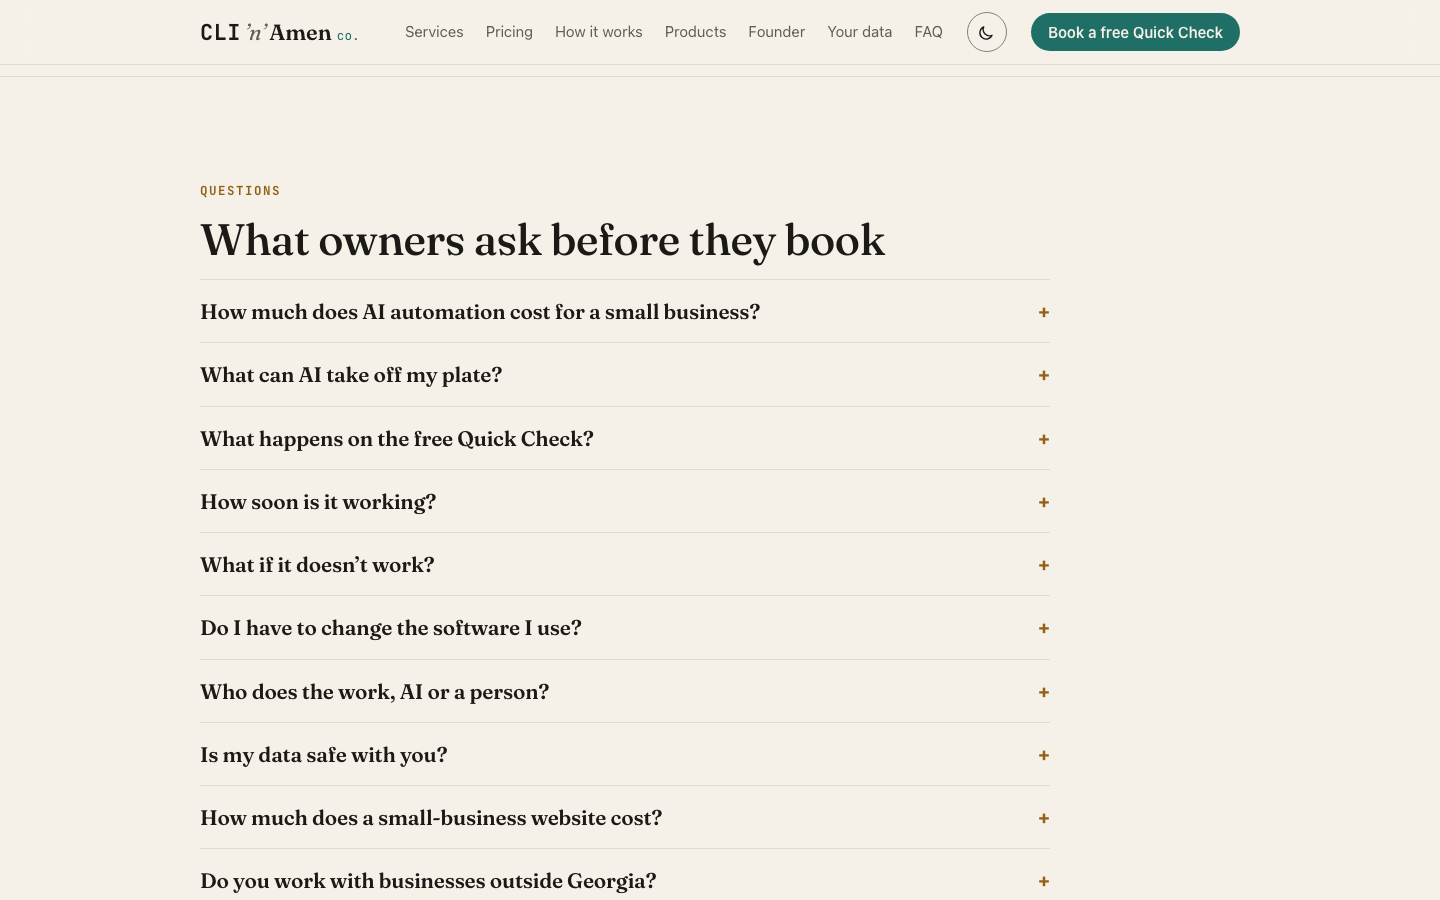 CLI 'n' Amen co.
Services
Pricing
How it works
Products
Founder
Your data
FAQ
Book a free Quick Check
QUESTIONS
What owners ask before they book
How much does AI automation cost for a small business? +
What can AI take off my plate? +
What happens on the free Quick Check? +
How soon is it working? +
What if it doesn’t work? +
Do I have to change the software I use? +
Who does the work, AI or a person? +
Is my data safe with you? +
How much does a small-business website cost? +
Do you work with businesses outside Georgia? +